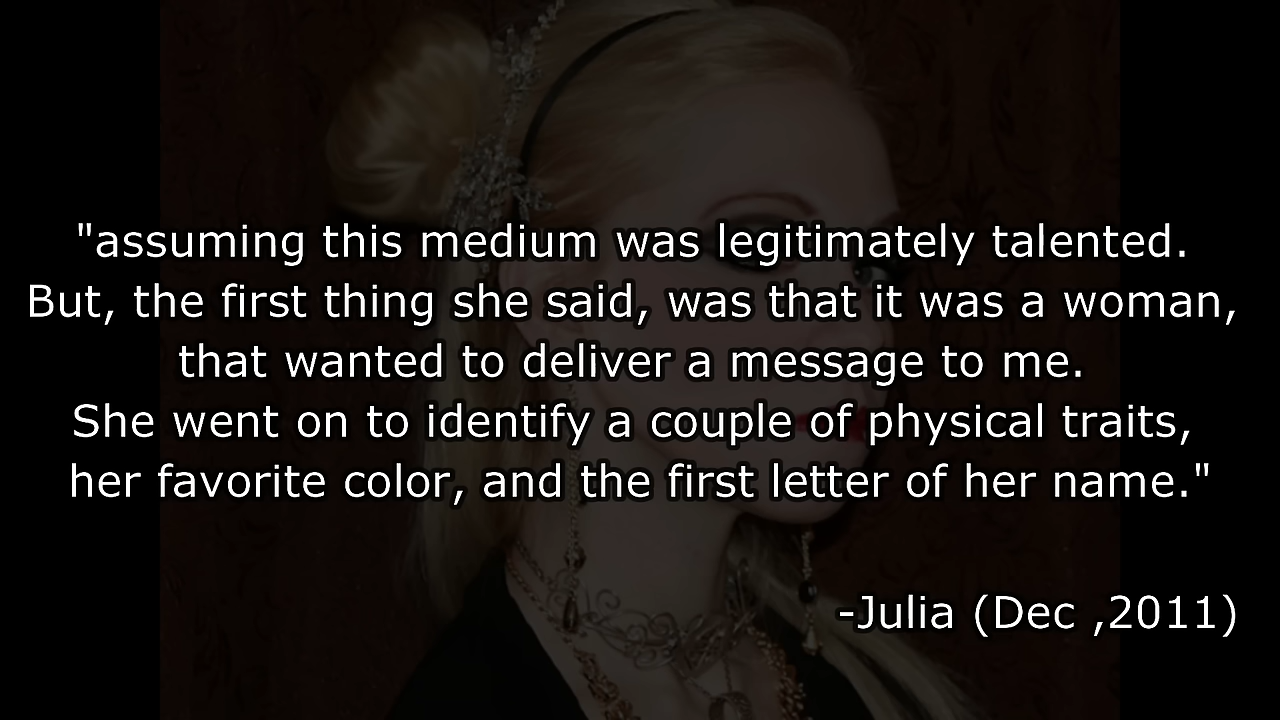 "assuming this medium was legitimately talented.
But, the first thing she said, was that it was a woman,
that wanted to deliver a message to me.
She went on to identify a couple of physical traits,
her favorite color, and the first letter of her name."
-Julia (Dec ,2011)